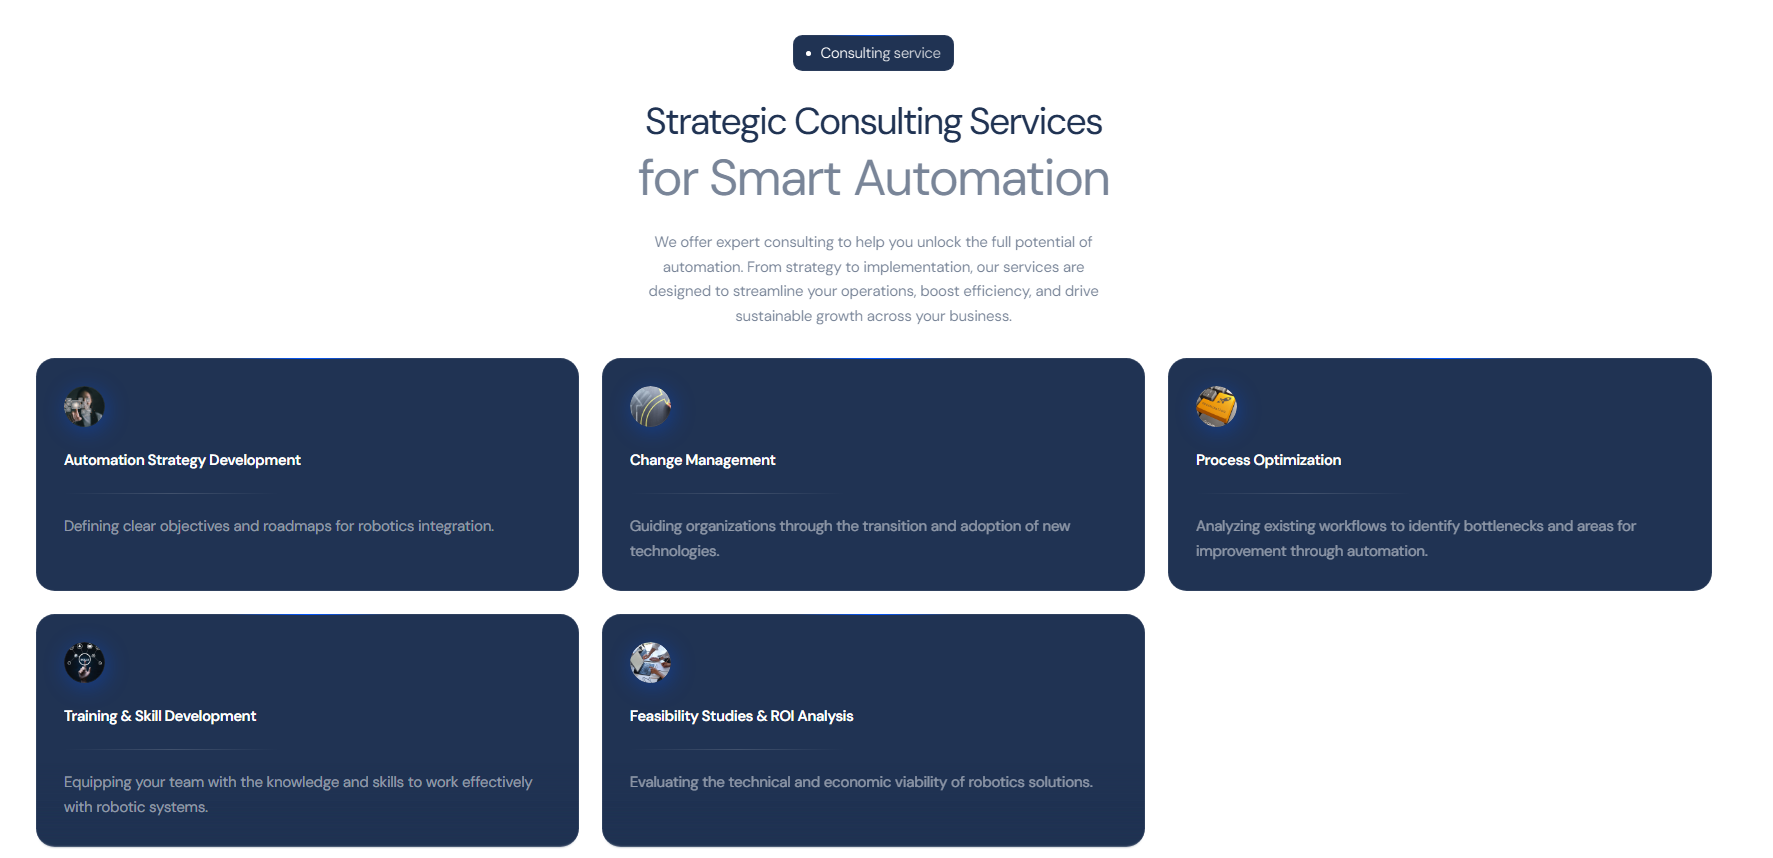 Consulting service
Strategic Consulting Services
for Smart Automation
We offer expert consulting to help you unlock the full potential of
automation. From strategy to implementation, our services are
designed to streamline your operations, boost efficiency, and drive
sustainable growth across your business.
Automation Strategy Development
Defining clear objectives and roadmaps for robotics integration.
Change Management
Guiding organizations through the transition and adoption of new
technologies.
Process Optimization
Analyzing existing workflows to identify bottlenecks and areas for
improvement through automation.
Training & Skill Development
Equipping your team with the knowledge and skills to work effectively
with robotic systems.
Feasibility Studies & ROI Analysis
Evaluating the technical and economic viability of robotics solutions.